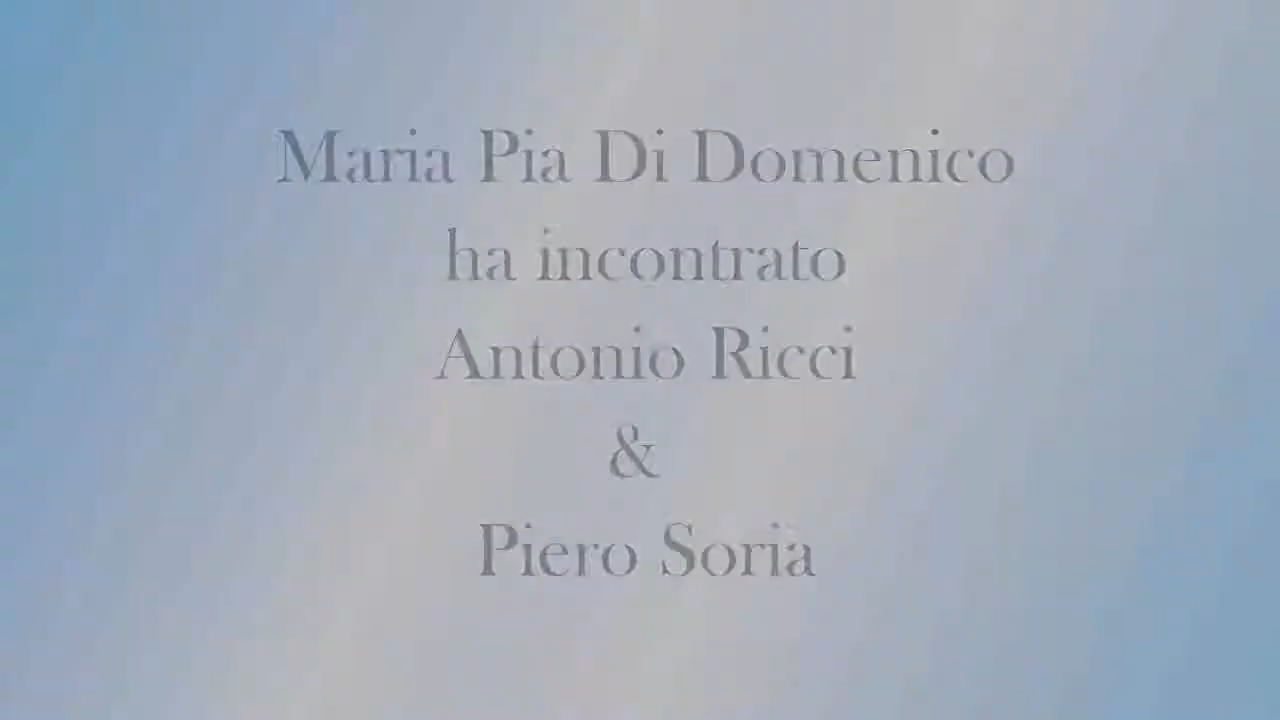 Maria Pia Di Domenico
ha incontrato
Antonio Ricci
&
Piero Soria